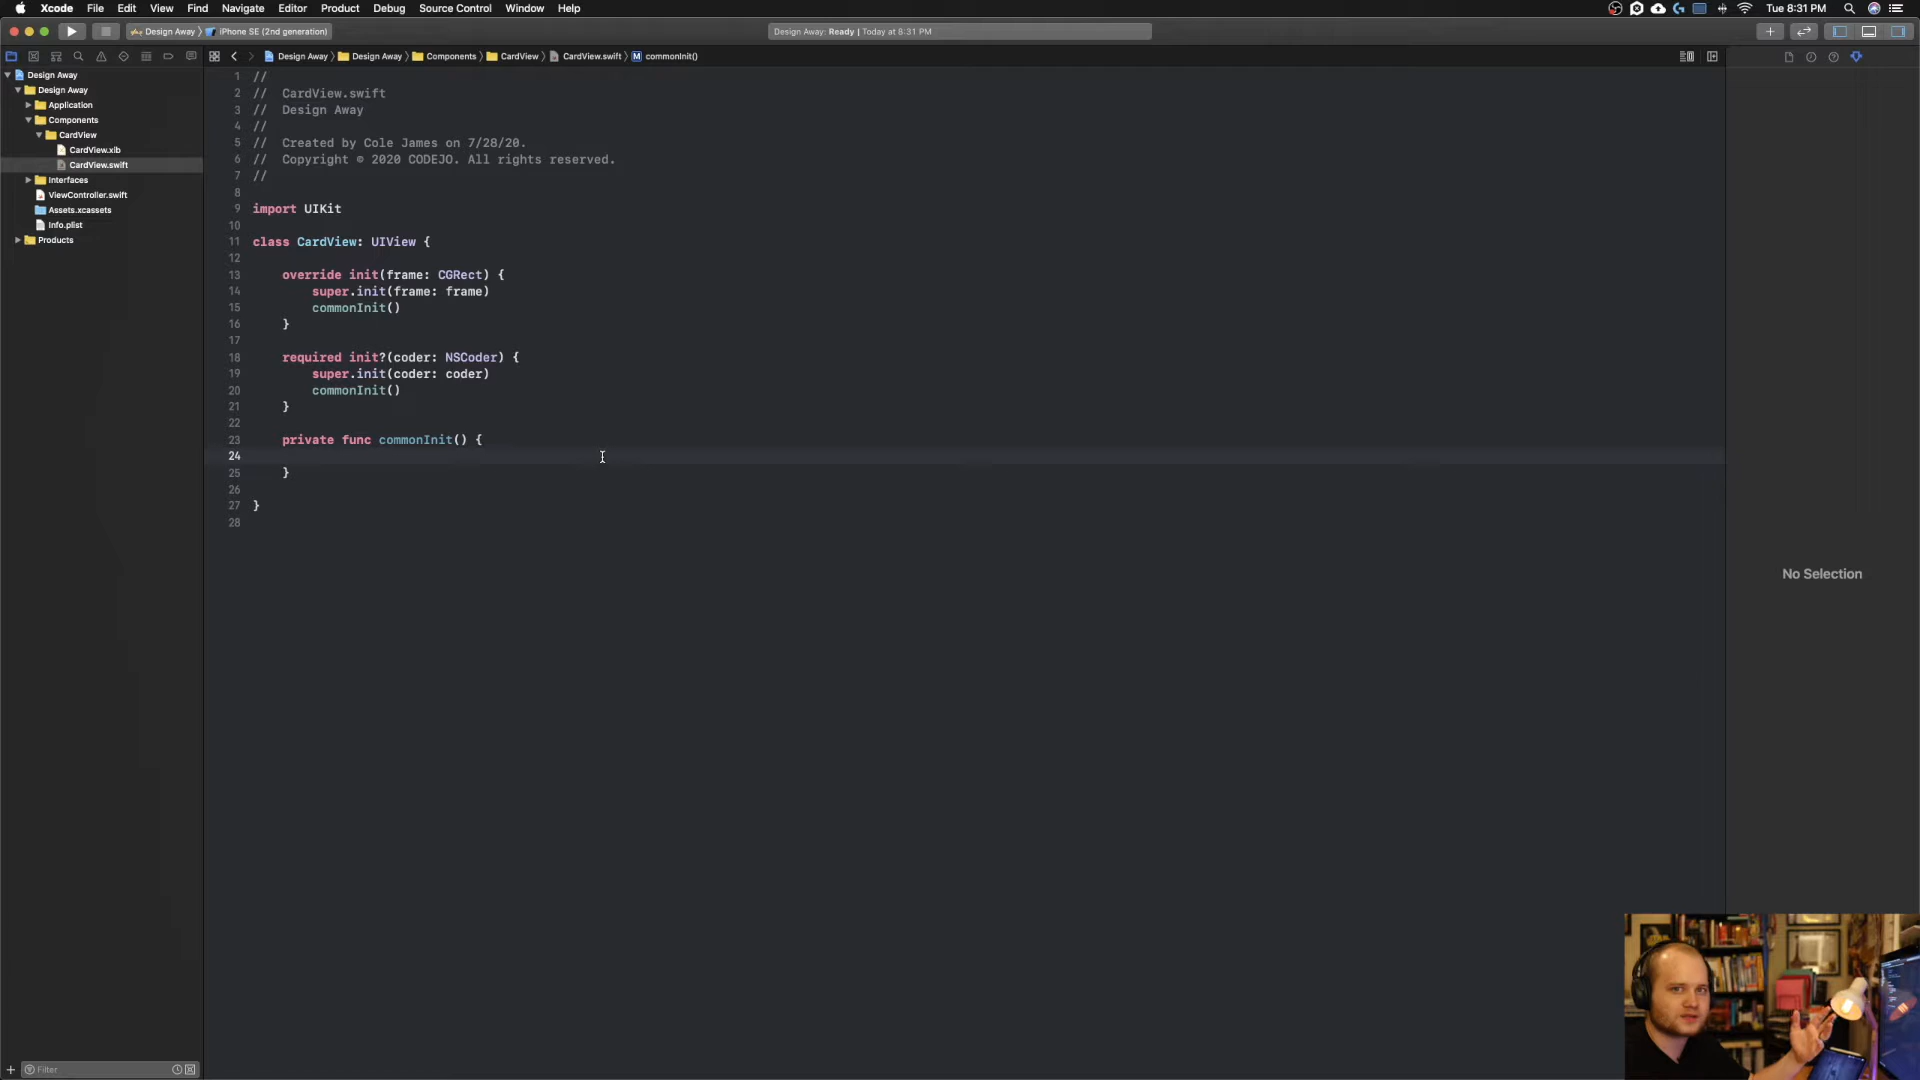 Xcode File Edit View Find Navigate Editor Product Debug Source Control Window Help Tue 8:31 PM
Design Away iPhone SE (2nd generation) Design Away: Ready | Today at 8:31 PM
Design Away Design Away Components CardView CardView.swift M commonInit()
Design Away
Design Away
Application
Components
CardView
CardView.xib
CardView.swift
Interfaces
ViewController.swift
Assets.xcassets
Info.plist
Products
1 //
2 // CardView.swift
3 // Design Away
4 //
5 // Created by Cole James on 7/28/20.
6 // Copyright © 2020 CODEJO. All rights reserved.
7 //
8
9 import UIKit
10
11 class CardView: UIView {
12
13 override init(frame: CGRect) {
14 super.init(frame: frame)
15 commonInit()
16 }
17
18 required init?(coder: NSCoder) {
19 super.init(coder: coder)
20 commonInit()
21 }
22
23 private func commonInit() {
24
25 }
26
27 }
28
No Selection
Filter